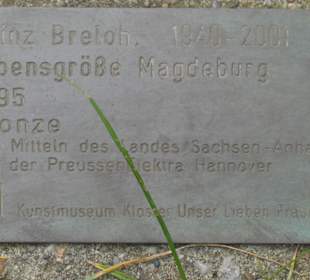 inz Breloh, 1940-2001
bensgröße Magdeburg
95
onze
Mitteln des Landes Sachsen-Anha
der PreussenElektra Hannover
Kunstmuseum Kloster Unser Lieben Frau